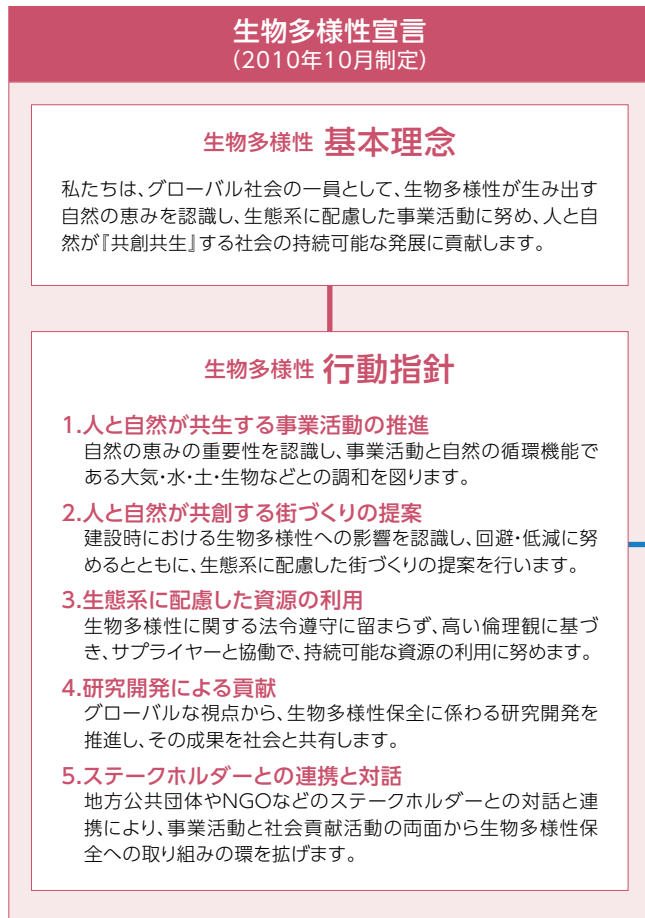 生物多様性宣言
(2010年10月制定)
生物多様性 基本理念
私たちは、グローバル社会の一員として、生物多様性が生み出す
自然の恵みを認識し、生態系に配慮した事業活動に努め、人と自
然が『共創共生』する社会の持続可能な発展に貢献します。
生物多様性 行動指針
1.人と自然が共生する事業活動の推進
自然の恵みの重要性を認識し、事業活動と自然の循環機能で
ある大気・水・土・生物などとの調和を図ります。
2.人と自然が共創する街づくりの提案
建設時における生物多様性への影響を認識し、回避・低減に努
めるとともに、生態系に配慮した街づくりの提案を行います。
3.生態系に配慮した資源の利用
生物多様性に関する法令遵守に留まらず、高い倫理観に基づ
き、サプライヤーと協働で、持続可能な資源の利用に努めます。
4.研究開発による貢献
グローバルな視点から、生物多様性保全に係わる研究開発を
推進し、その成果を社会と共有します。
5.ステークホルダーとの連携と対話
地方公共団体やNGOなどのステークホルダーとの対話と連
携により、事業活動と社会貢献活動の両面から生物多様性保
全への取り組みの環を拡げます。